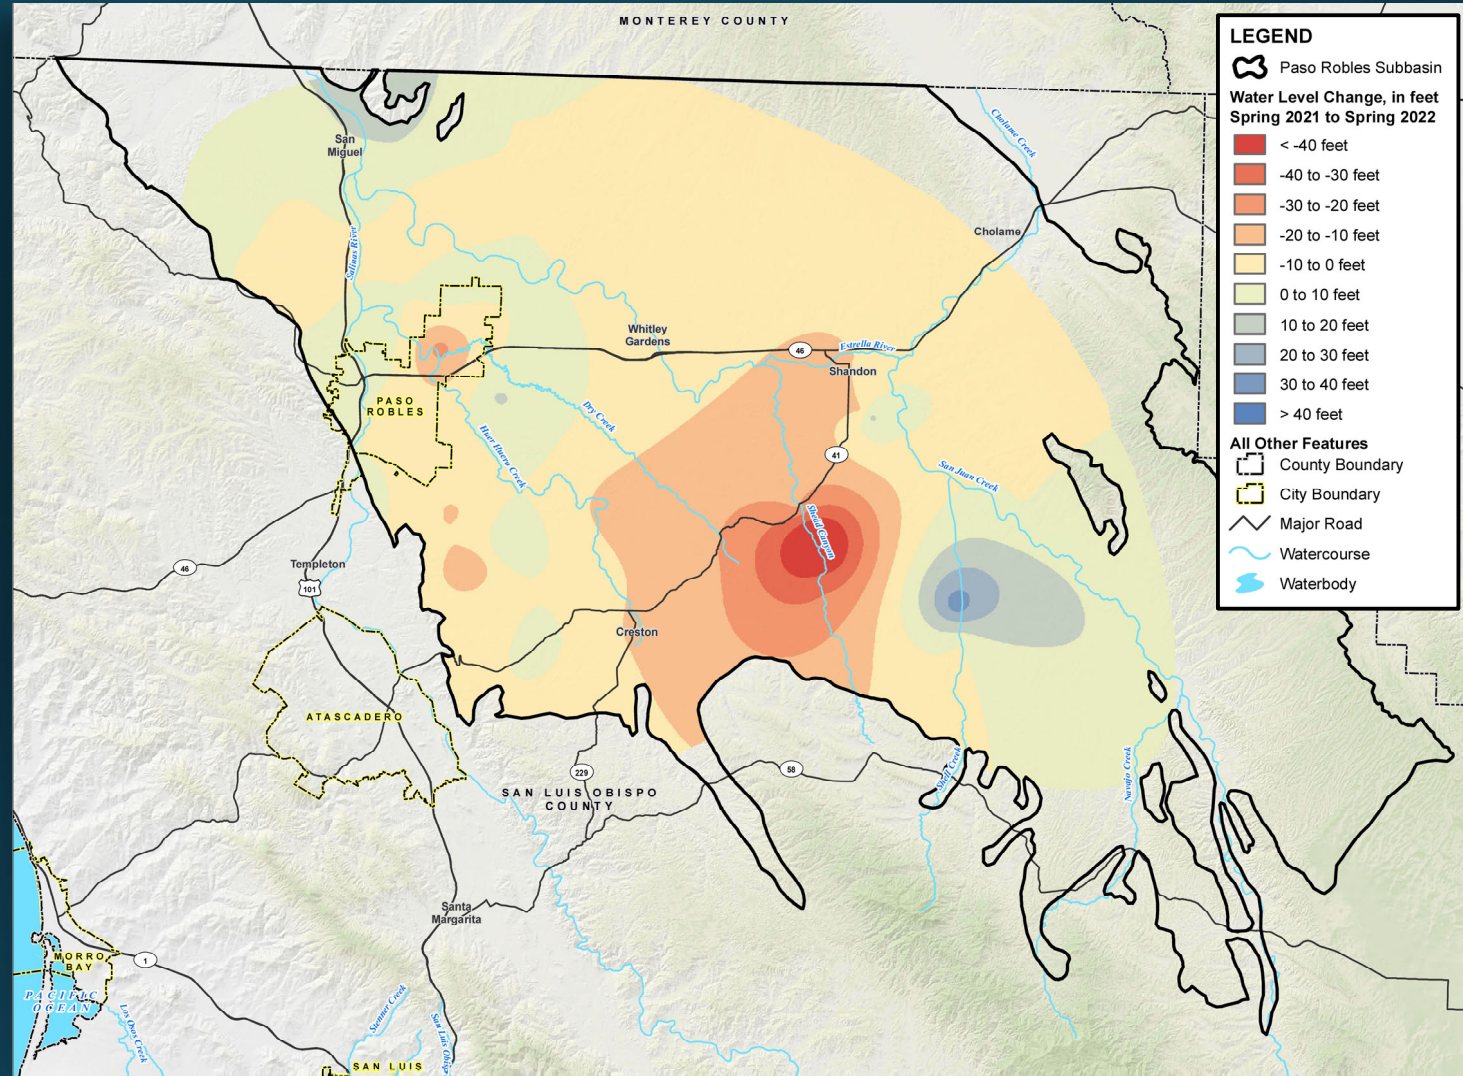 MONTEREY COUNTY
LEGEND
Paso Robles Subbasin
Water Level Change, in feet
Spring 2021 to Spring 2022
< -40 feet
-40 to -30 feet
-30 to -20 feet
-20 to -10 feet
-10 to 0 feet
0 to 10 feet
10 to 20 feet
20 to 30 feet
30 to 40 feet
> 40 feet
All Other Features
County Boundary
City Boundary
Major Road
Watercourse
Waterbody
San
Miguel
Cholame Creek
Cholame
Salinas River
Whitley
Gardens
46
Estrella River
Shandon
PASO
ROBLES
Dry Creek
Huer Huero Creek
41
San Juan Creek
Shedd Canyon
46
Templeton
101
Creston
ATASCADERO
229
58
SAN LUIS OBISPO
COUNTY
Shell Creek
Navajo Creek
Santa
Margarita
MORRO
BAY
1
PACIFIC
OCEAN
Los Osos Creek
Stenner Creek
San Luis Obisp
SAN LUIS